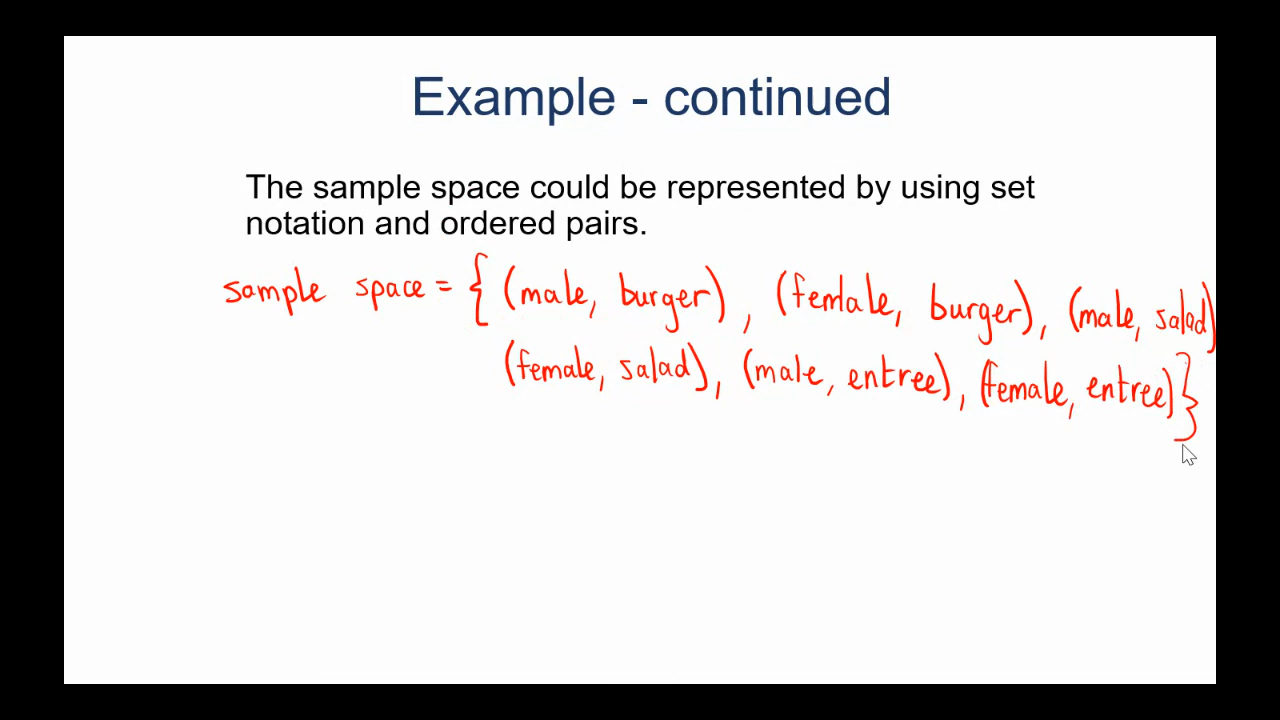 Example - continued
The sample space could be represented by using set
notation and ordered pairs.
sample space = { (male, burger), (female, burger), (male, salad)
(female, salad), (male, entree), (female, entree)}